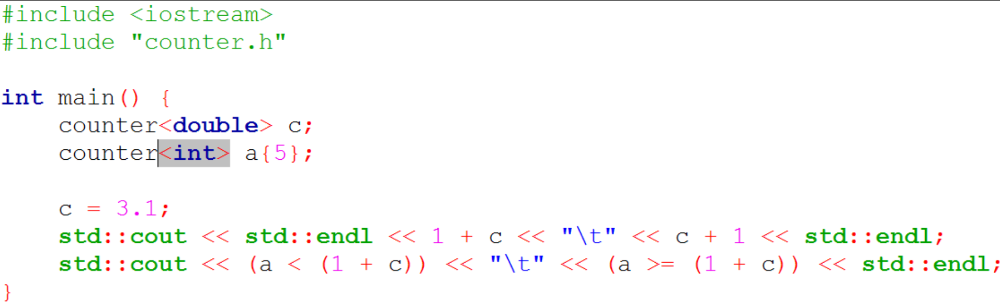 #include <iostream>
#include "counter.h"

int main() {
    counter<double> c;
    counter<int> a{5};

    c = 3.1;
    std::cout << std::endl << 1 + c << "\t" << c + 1 << std::endl;
    std::cout << (a < (1 + c)) << "\t" << (a >= (1 + c)) << std::endl;
}